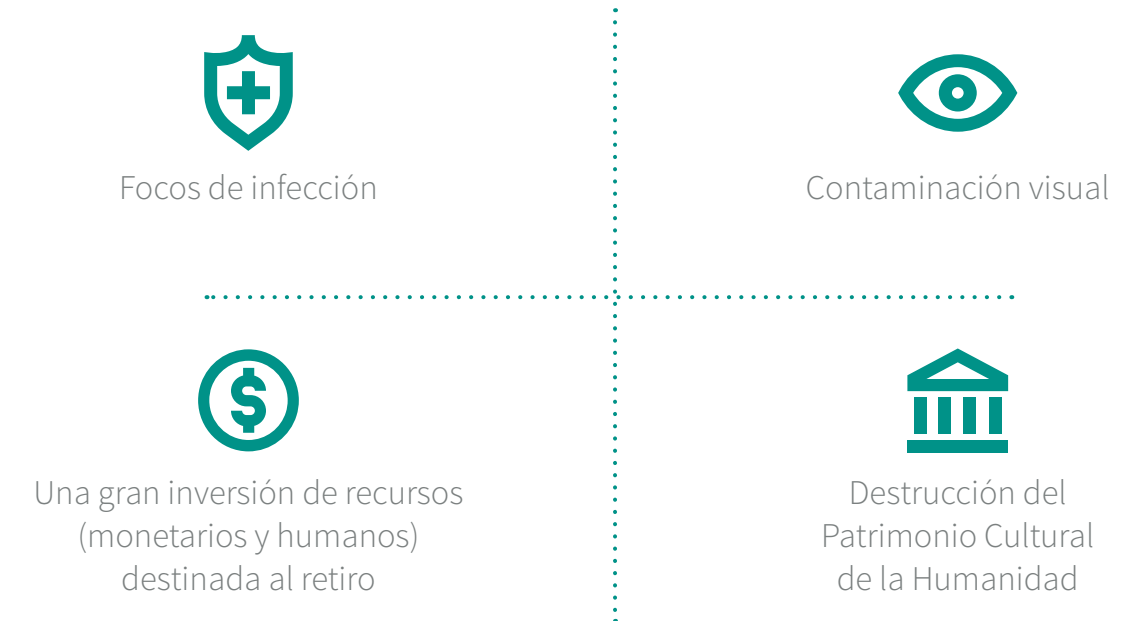 Focos de infección
Contaminación visual
Una gran inversión de recursos
(monetarios y humanos)
destinada al retiro
Destrucción del
Patrimonio Cultural
de la Humanidad